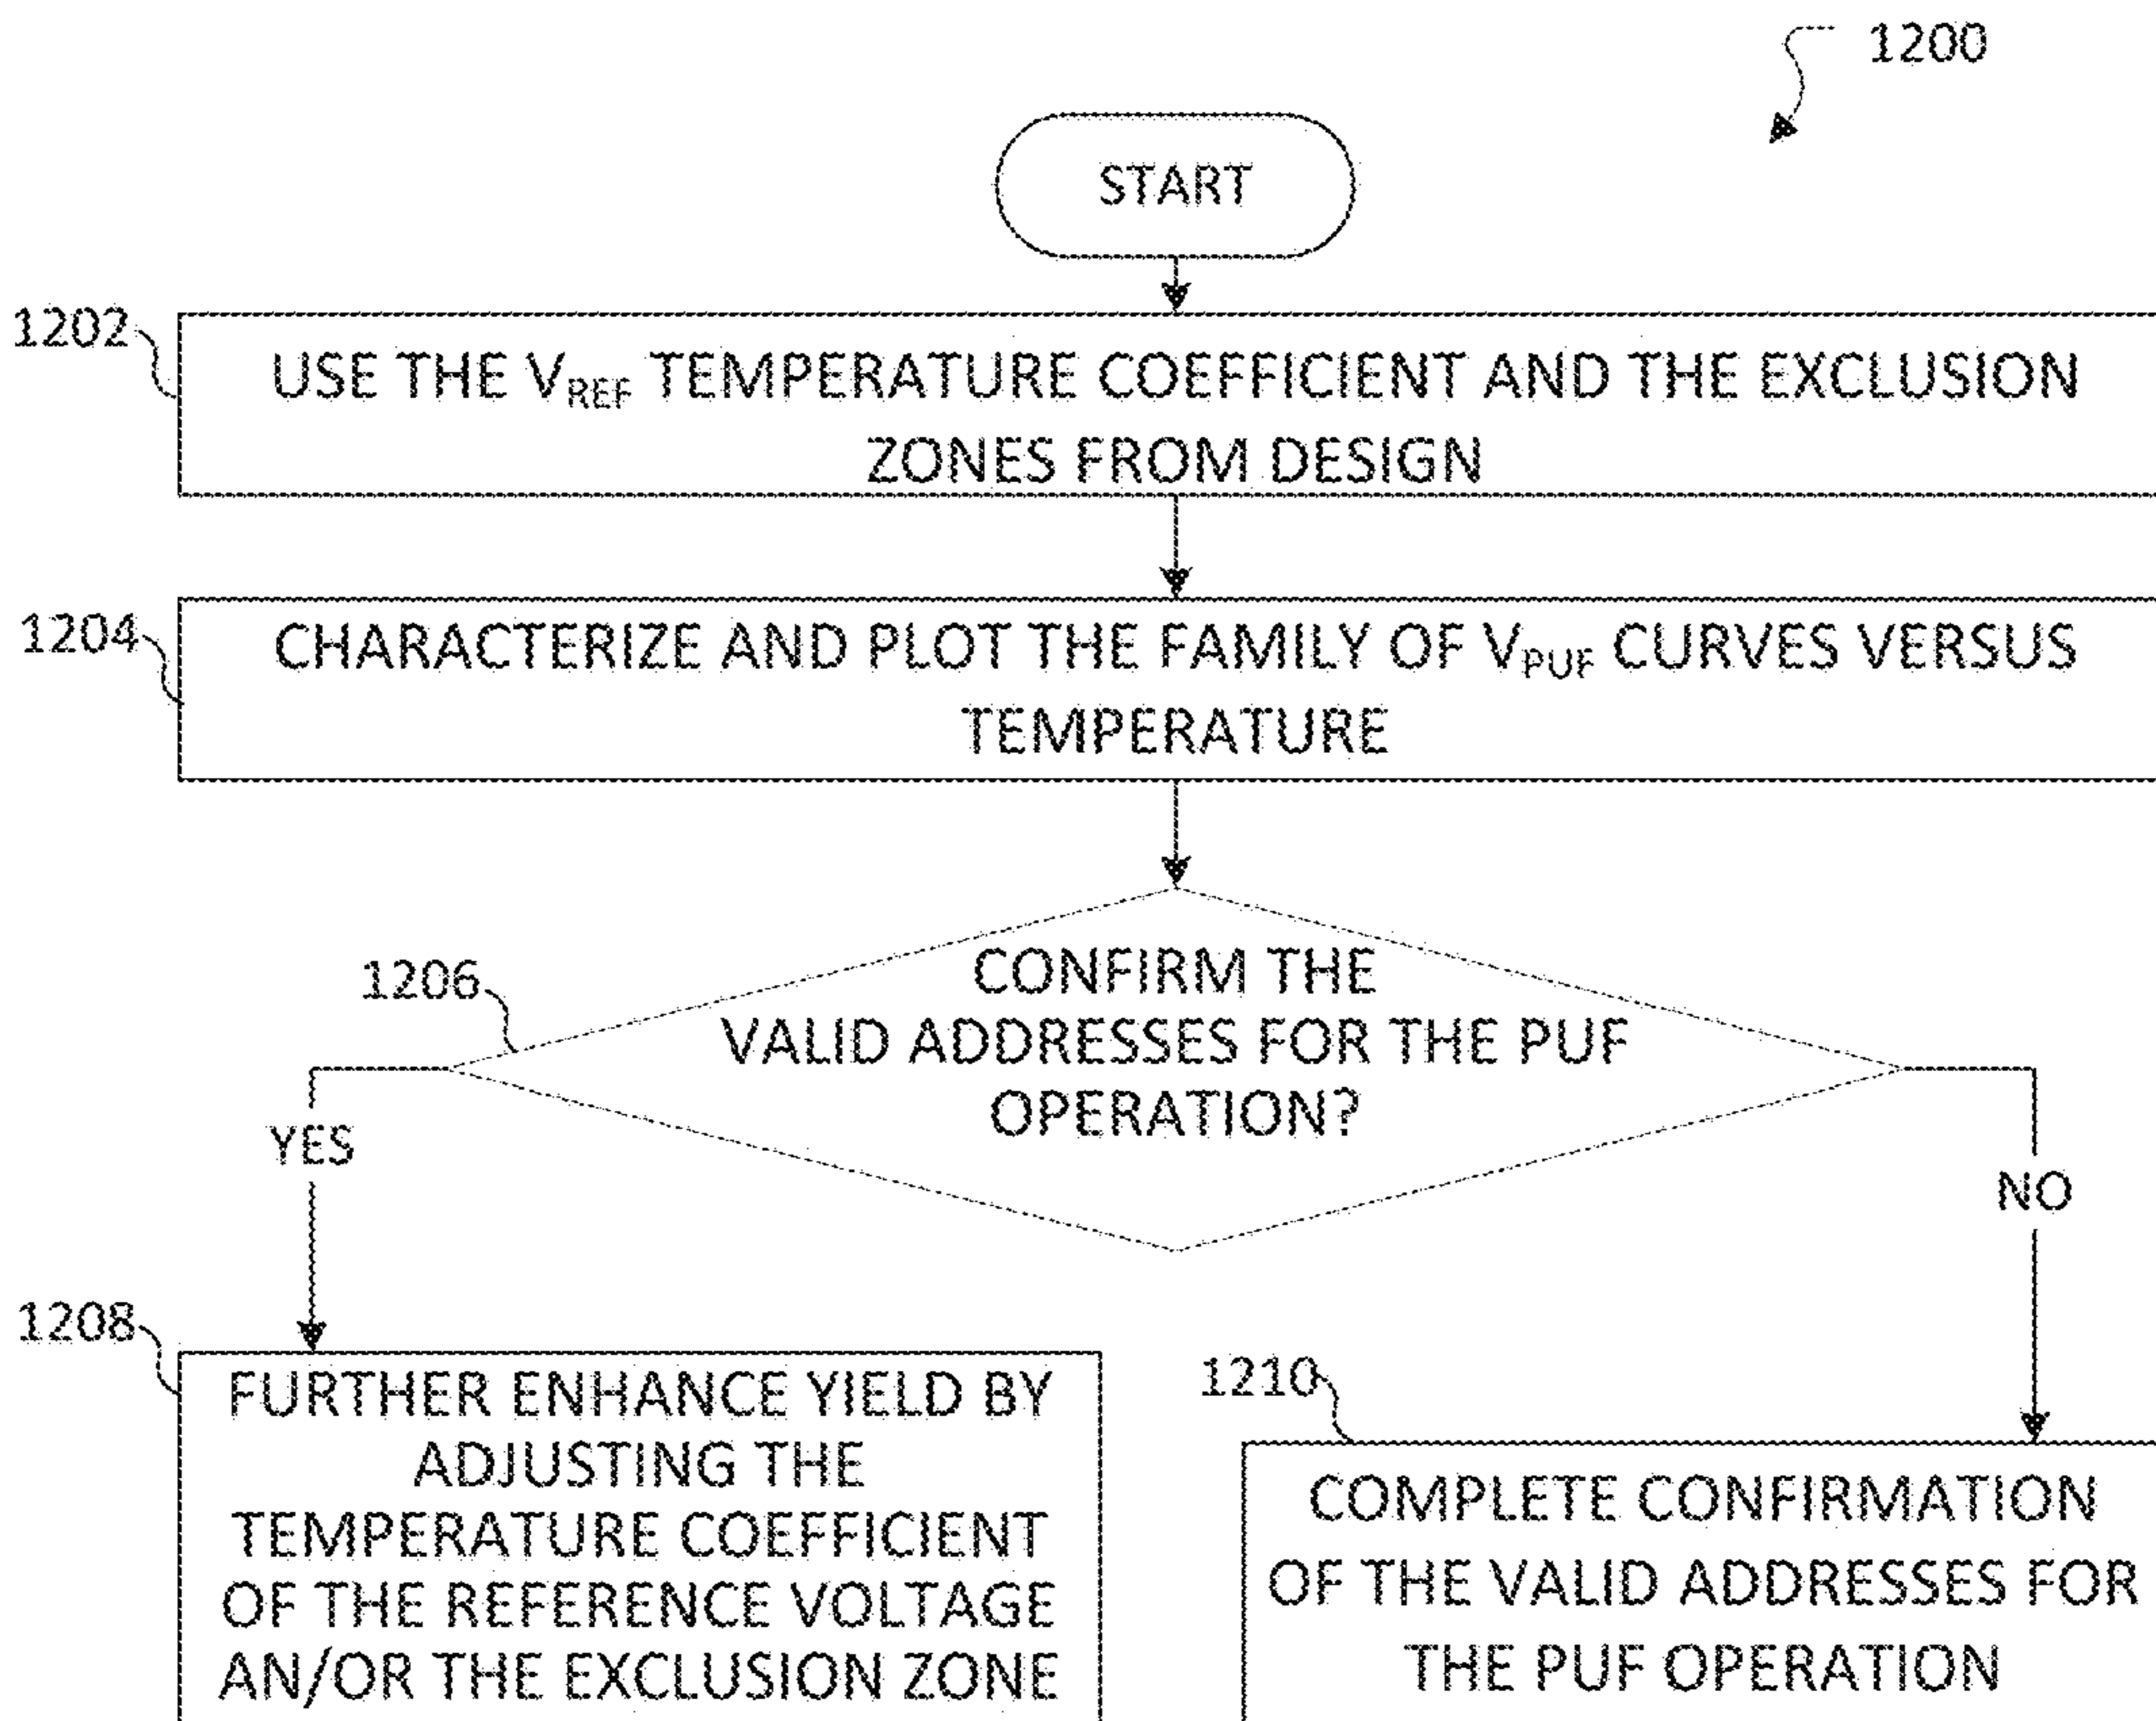 1200
START
1202
USE THE VREF TEMPERATURE COEFFICIENT AND THE EXCLUSION
ZONES FROM DESIGN
1204
CHARACTERIZE AND PLOT THE FAMILY OF VPUF CURVES VERSUS
TEMPERATURE
1206
CONFIRM THE
VALID ADDRESSES FOR THE PUF
OPERATION?
YES
NO
1208
FURTHER ENHANCE YIELD BY
ADJUSTING THE
TEMPERATURE COEFFICIENT
OF THE REFERENCE VOLTAGE
AN/OR THE EXCLUSION ZONE
1210
COMPLETE CONFIRMATION
OF THE VALID ADDRESSES FOR
THE PUF OPERATION